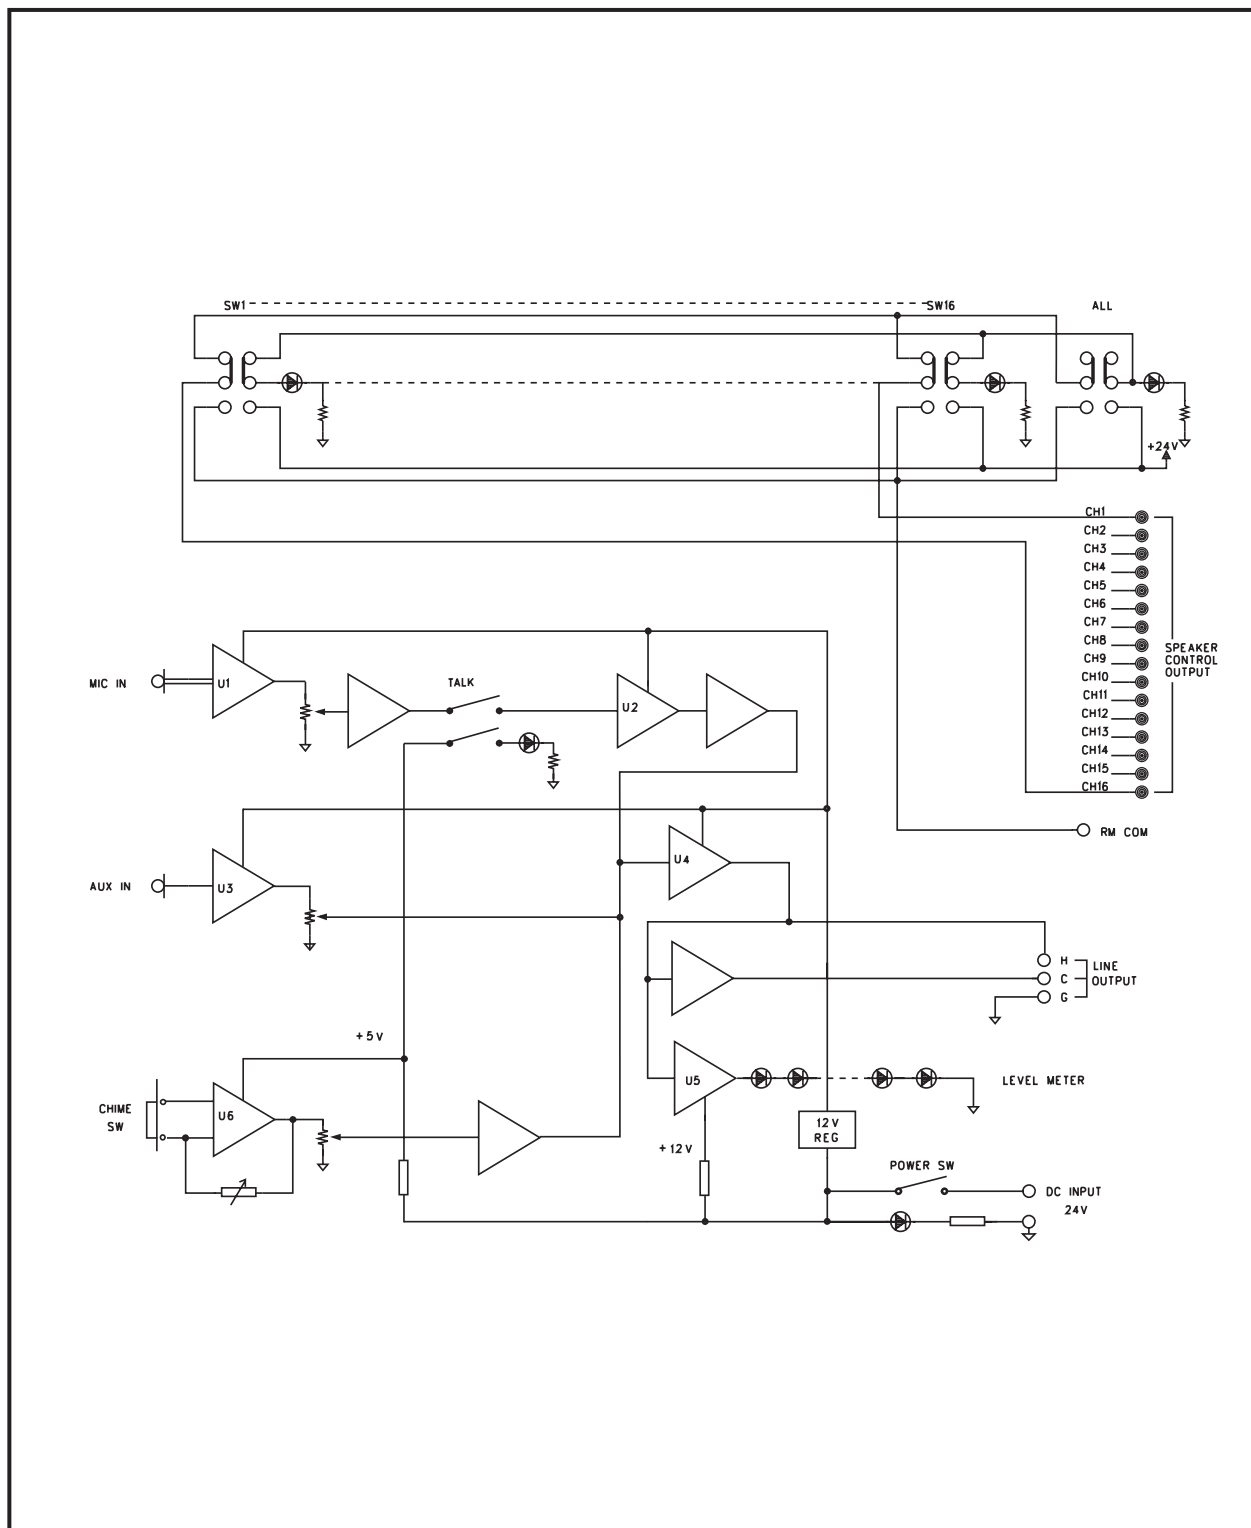 SW1
SW16
ALL
+24V
CH1
CH2
CH3
CH4
CH5
CH6
CH7
CH8
CH9
CH10
CH11
CH12
CH13
CH14
CH15
CH16
SPEAKER
CONTROL
OUTPUT
RM COM
MIC IN
U1
TALK
U2
AUX IN
U3
U4
H
C
G
LINE
OUTPUT
+5V
CHIME
SW
U6
U5
LEVEL METER
+12V
12V
REG
POWER SW
DC INPUT
24V